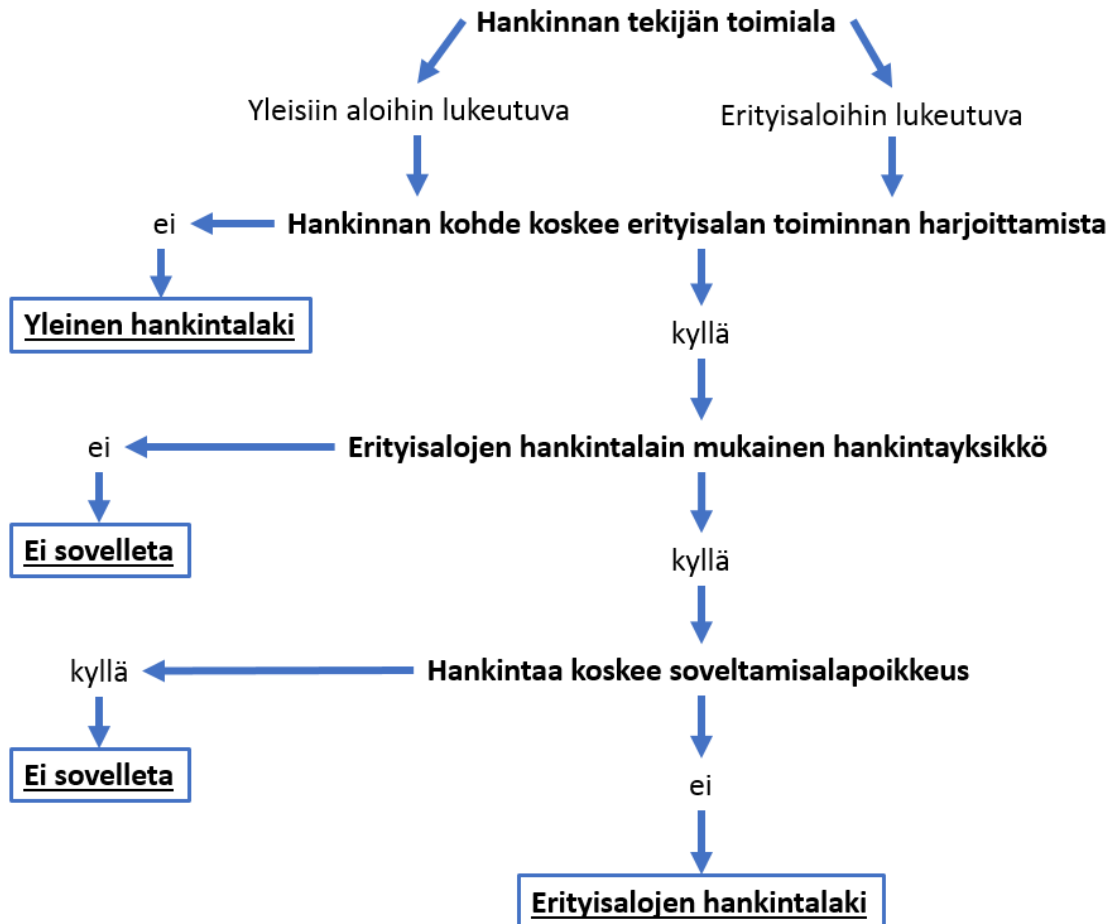 Hankinnan tekijän toimiala
Yleisiin aloihin lukeutuva
Erityisaloihin lukeutuva
ei
Hankinnan kohde koskee erityisalan toiminnan harjoittamista
Yleinen hankintalaki
kyllä
ei
Erityisalojen hankintalain mukainen hankintayksikkö
Ei sovelleta
kyllä
kyllä
Hankintaa koskee soveltamisalapoikkeus
Ei sovelleta
ei
Erityisalojen hankintalaki